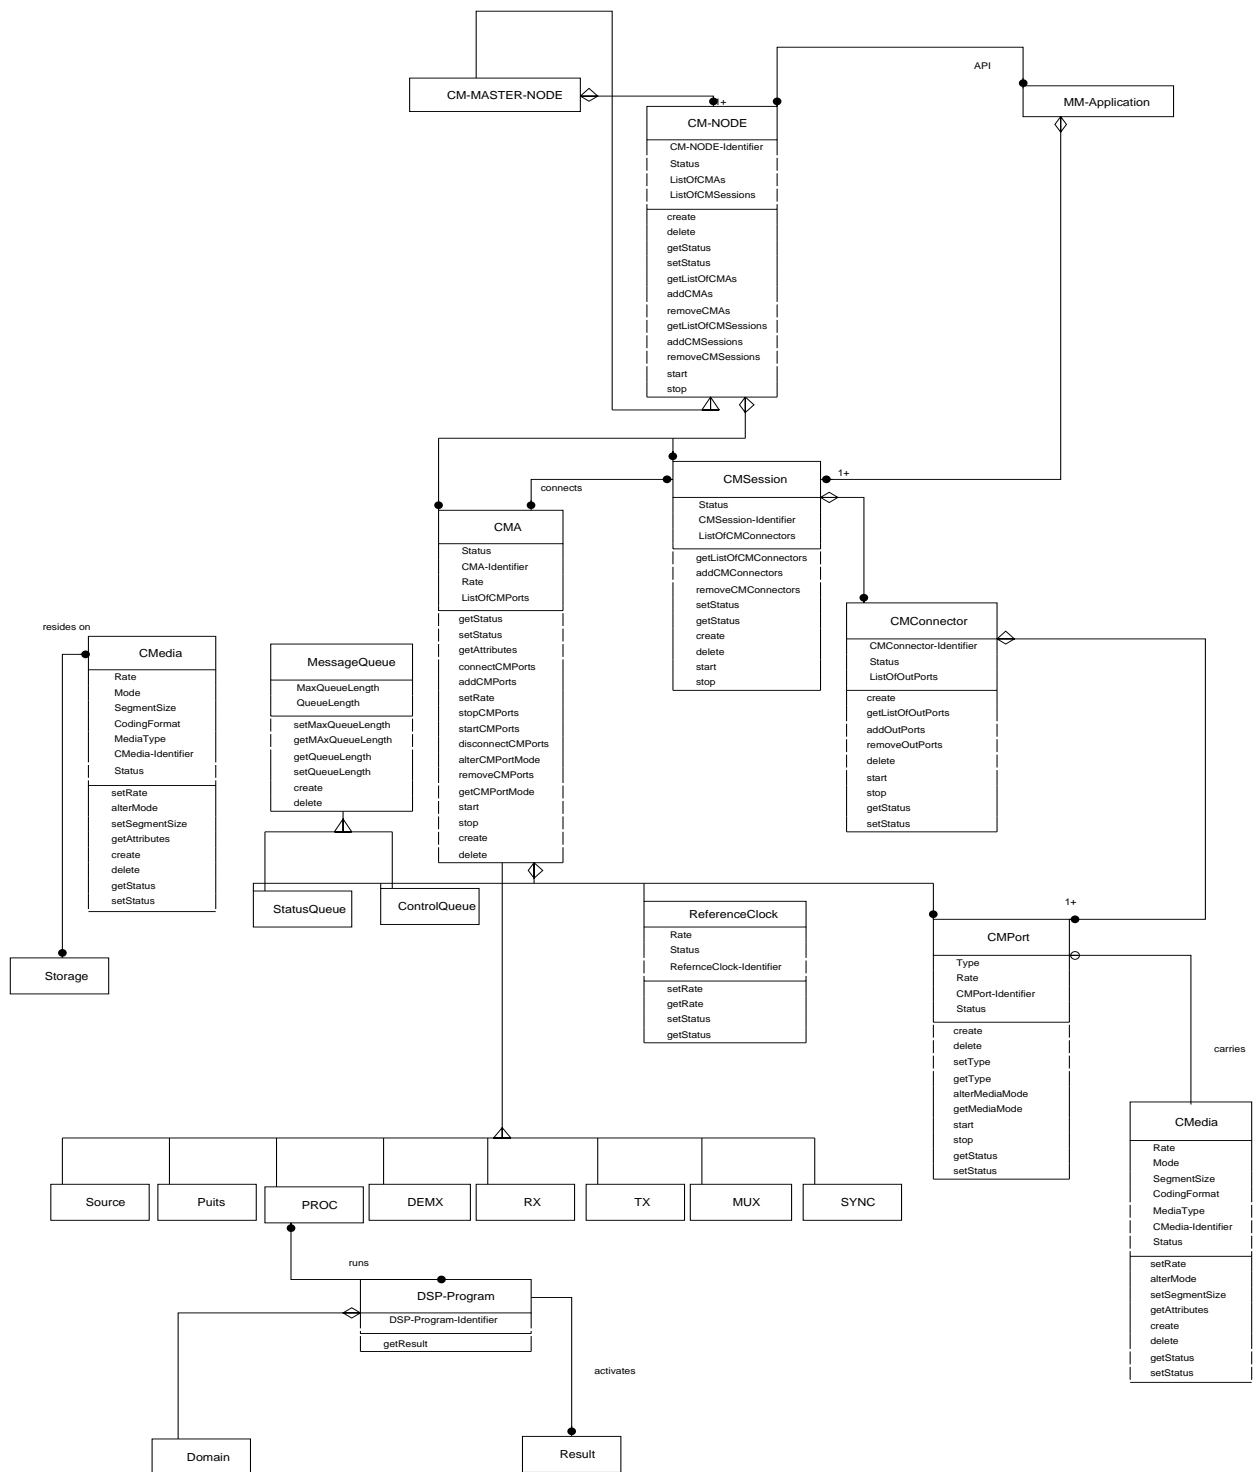 API
CM-MASTER-NODE
MM-Application
1+
CM-NODE
CM-NODE-Identifier
Status
ListOfCMAs
ListOfCMSessions
create
delete
getStatus
setStatus
getListOfCMAs
addCMAs
removeCMAs
getListOfCMSessions
addCMSessions
removeCMSessions
start
stop
connects
1+
CMSession
Status
CMSession-Identifier
ListOfCMConnectors
getListOfCMConnectors
addCMConnectors
removeCMConnectors
setStatus
getStatus
create
delete
start
stop
CMA
Status
CMA-Identifier
Rate
ListOfCMPorts
getStatus
setStatus
getAttributes
connectCMPorts
addCMPorts
setRate
stopCMPorts
startCMPorts
disconnectCMPorts
alterCMPortMode
removeCMPorts
getCMPortMode
start
stop
create
delete
CMConnector
CMConnector-Identifier
Status
ListOfOutPorts
create
getListOfOutPorts
addOutPorts
removeOutPorts
delete
start
stop
getStatus
setStatus
resides on
CMedia
Rate
Mode
SegmentSize
CodingFormat
MediaType
CMedia-Identifier
Status
setRate
alterMode
setSegmentSize
getAttributes
create
delete
getStatus
setStatus
MessageQueue
MaxQueueLength
QueueLength
setMaxQueueLength
getMAxQueueLength
getQueueLength
setQueueLength
create
delete
StatusQueue
ControlQueue
Storage
ReferenceClock
Rate
Status
RefernceClock-Identifier
setRate
getRate
setStatus
getStatus
1+
CMPort
Type
Rate
CMPort-Identifier
Status
create
delete
setType
getType
alterMediaMode
getMediaMode
start
stop
getStatus
setStatus
carries
CMedia
Rate
Mode
SegmentSize
CodingFormat
MediaType
CMedia-Identifier
Status
setRate
alterMode
setSegmentSize
getAttributes
create
delete
getStatus
setStatus
Source
Puits
PROC
DEMX
RX
TX
MUX
SYNC
runs
DSP-Program
DSP-Program-Identifier
getResult
activates
Domain
Result